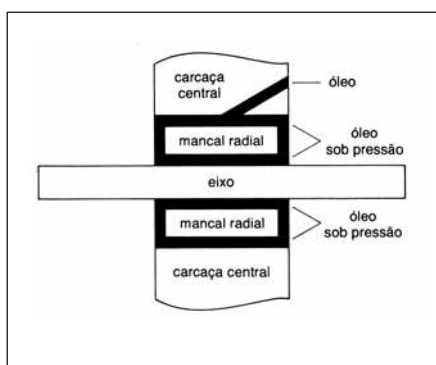 carcaça
central
óleo
mancal radial
óleo
sob pressão
eixo
mancal radial
óleo
sob pressão
carcaça central